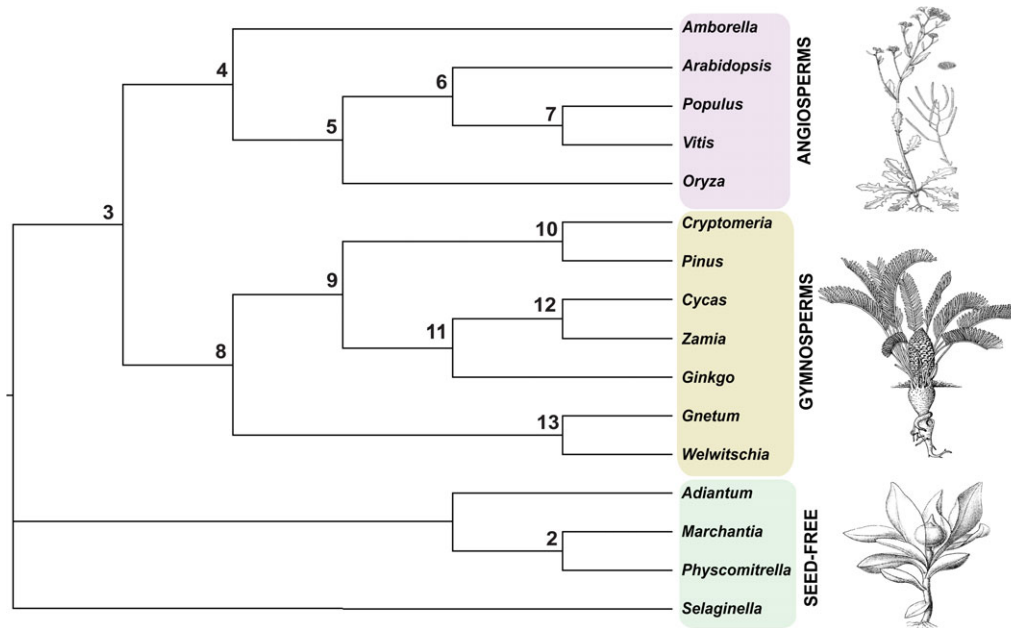 Amborella
4
Arabidopsis
6
Populus
7
5
Vitis
Oryza
ANGIOSPERMS
3
Cryptomeria
10
Pinus
9
Cycas
12
Zamia
11
8
Ginkgo
Gnetum
13
Welwitschia
GYMNOSPERMS
Adiantum
Marchantia
2
Physcomitrella
Selaginella
SEED-FREE